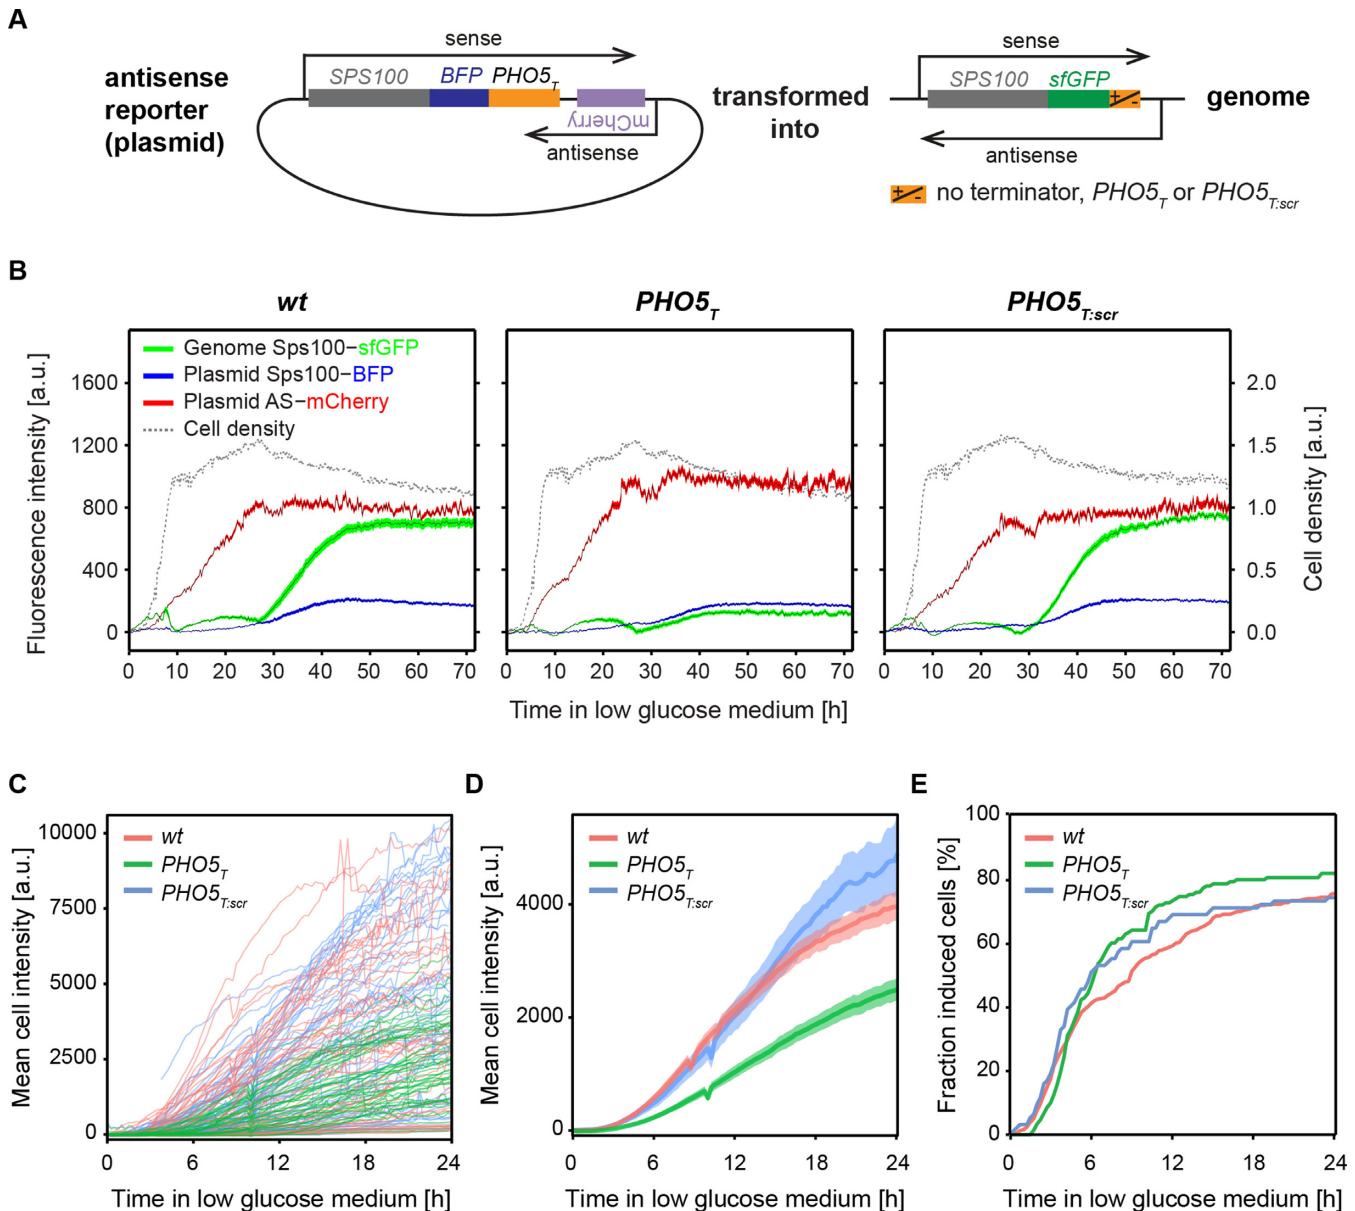 A
antisense
reporter
(plasmid)
sense
SPS100 BFP PHO5T
mCherry
antisense
transformed
into
sense
SPS100 sfGFP
+ -
antisense
genome
+ - no terminator, PHO5T or PHO5T:scr
B
wt PHO5T PHO5T:scr
Fluorescence intensity [a.u.]
1600
1200
800
400
0
Genome Sps100-sfGFP
Plasmid Sps100-BFP
Plasmid AS-mCherry
Cell density
2.0
1.5
1.0
0.5
0.0
Cell density [a.u.]
0 10 20 30 40 50 60 70 0 10 20 30 40 50 60 70 0 10 20 30 40 50 60 70
Time in low glucose medium [h]
C
Mean cell intensity [a.u.]
10000
7500
5000
2500
0
wt
PHO5T
PHO5T:scr
0 6 12 18 24
Time in low glucose medium [h]
D
Mean cell intensity [a.u.]
4000
2000
0
wt
PHO5T
PHO5T:scr
0 6 12 18 24
Time in low glucose medium [h]
E
Fraction induced cells [%]
100
80
60
40
20
0
wt
PHO5T
PHO5T:scr
0 6 12 18 24
Time in low glucose medium [h]